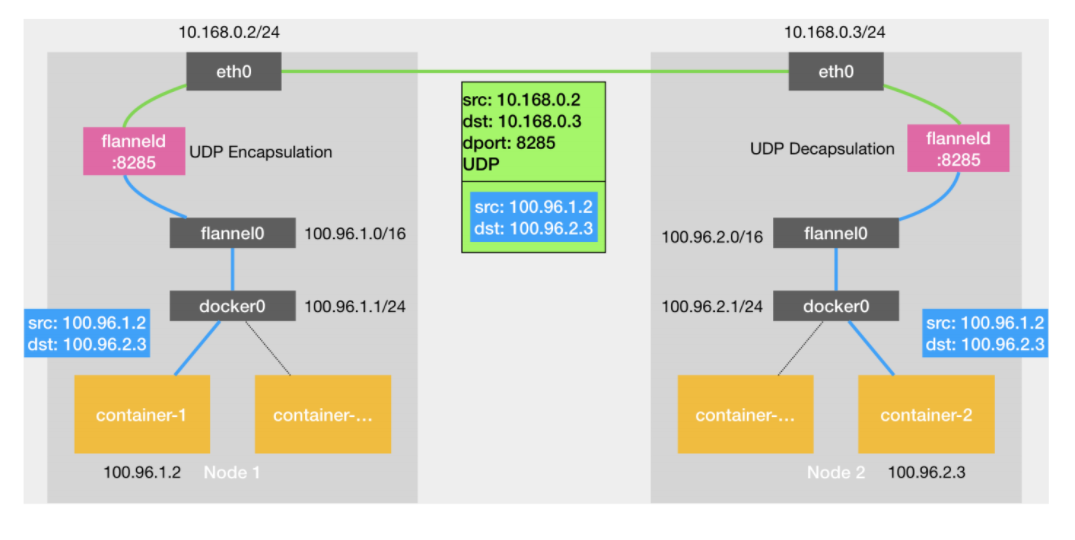 10.168.0.2/24
10.168.0.3/24
eth0
eth0
src: 10.168.0.2
dst: 10.168.0.3
dport: 8285
UDP
flanneld
:8285
UDP Encapsulation
UDP Decapsulation
flanneld
:8285
src: 100.96.1.2
dst: 100.96.2.3
flannel0
100.96.1.0/16
100.96.2.0/16
flannel0
docker0
100.96.1.1/24
100.96.2.1/24
docker0
src: 100.96.1.2
dst: 100.96.2.3
src: 100.96.1.2
dst: 100.96.2.3
container-1
container-...
container-...
container-2
100.96.1.2
Node 1
Node 2
100.96.2.3